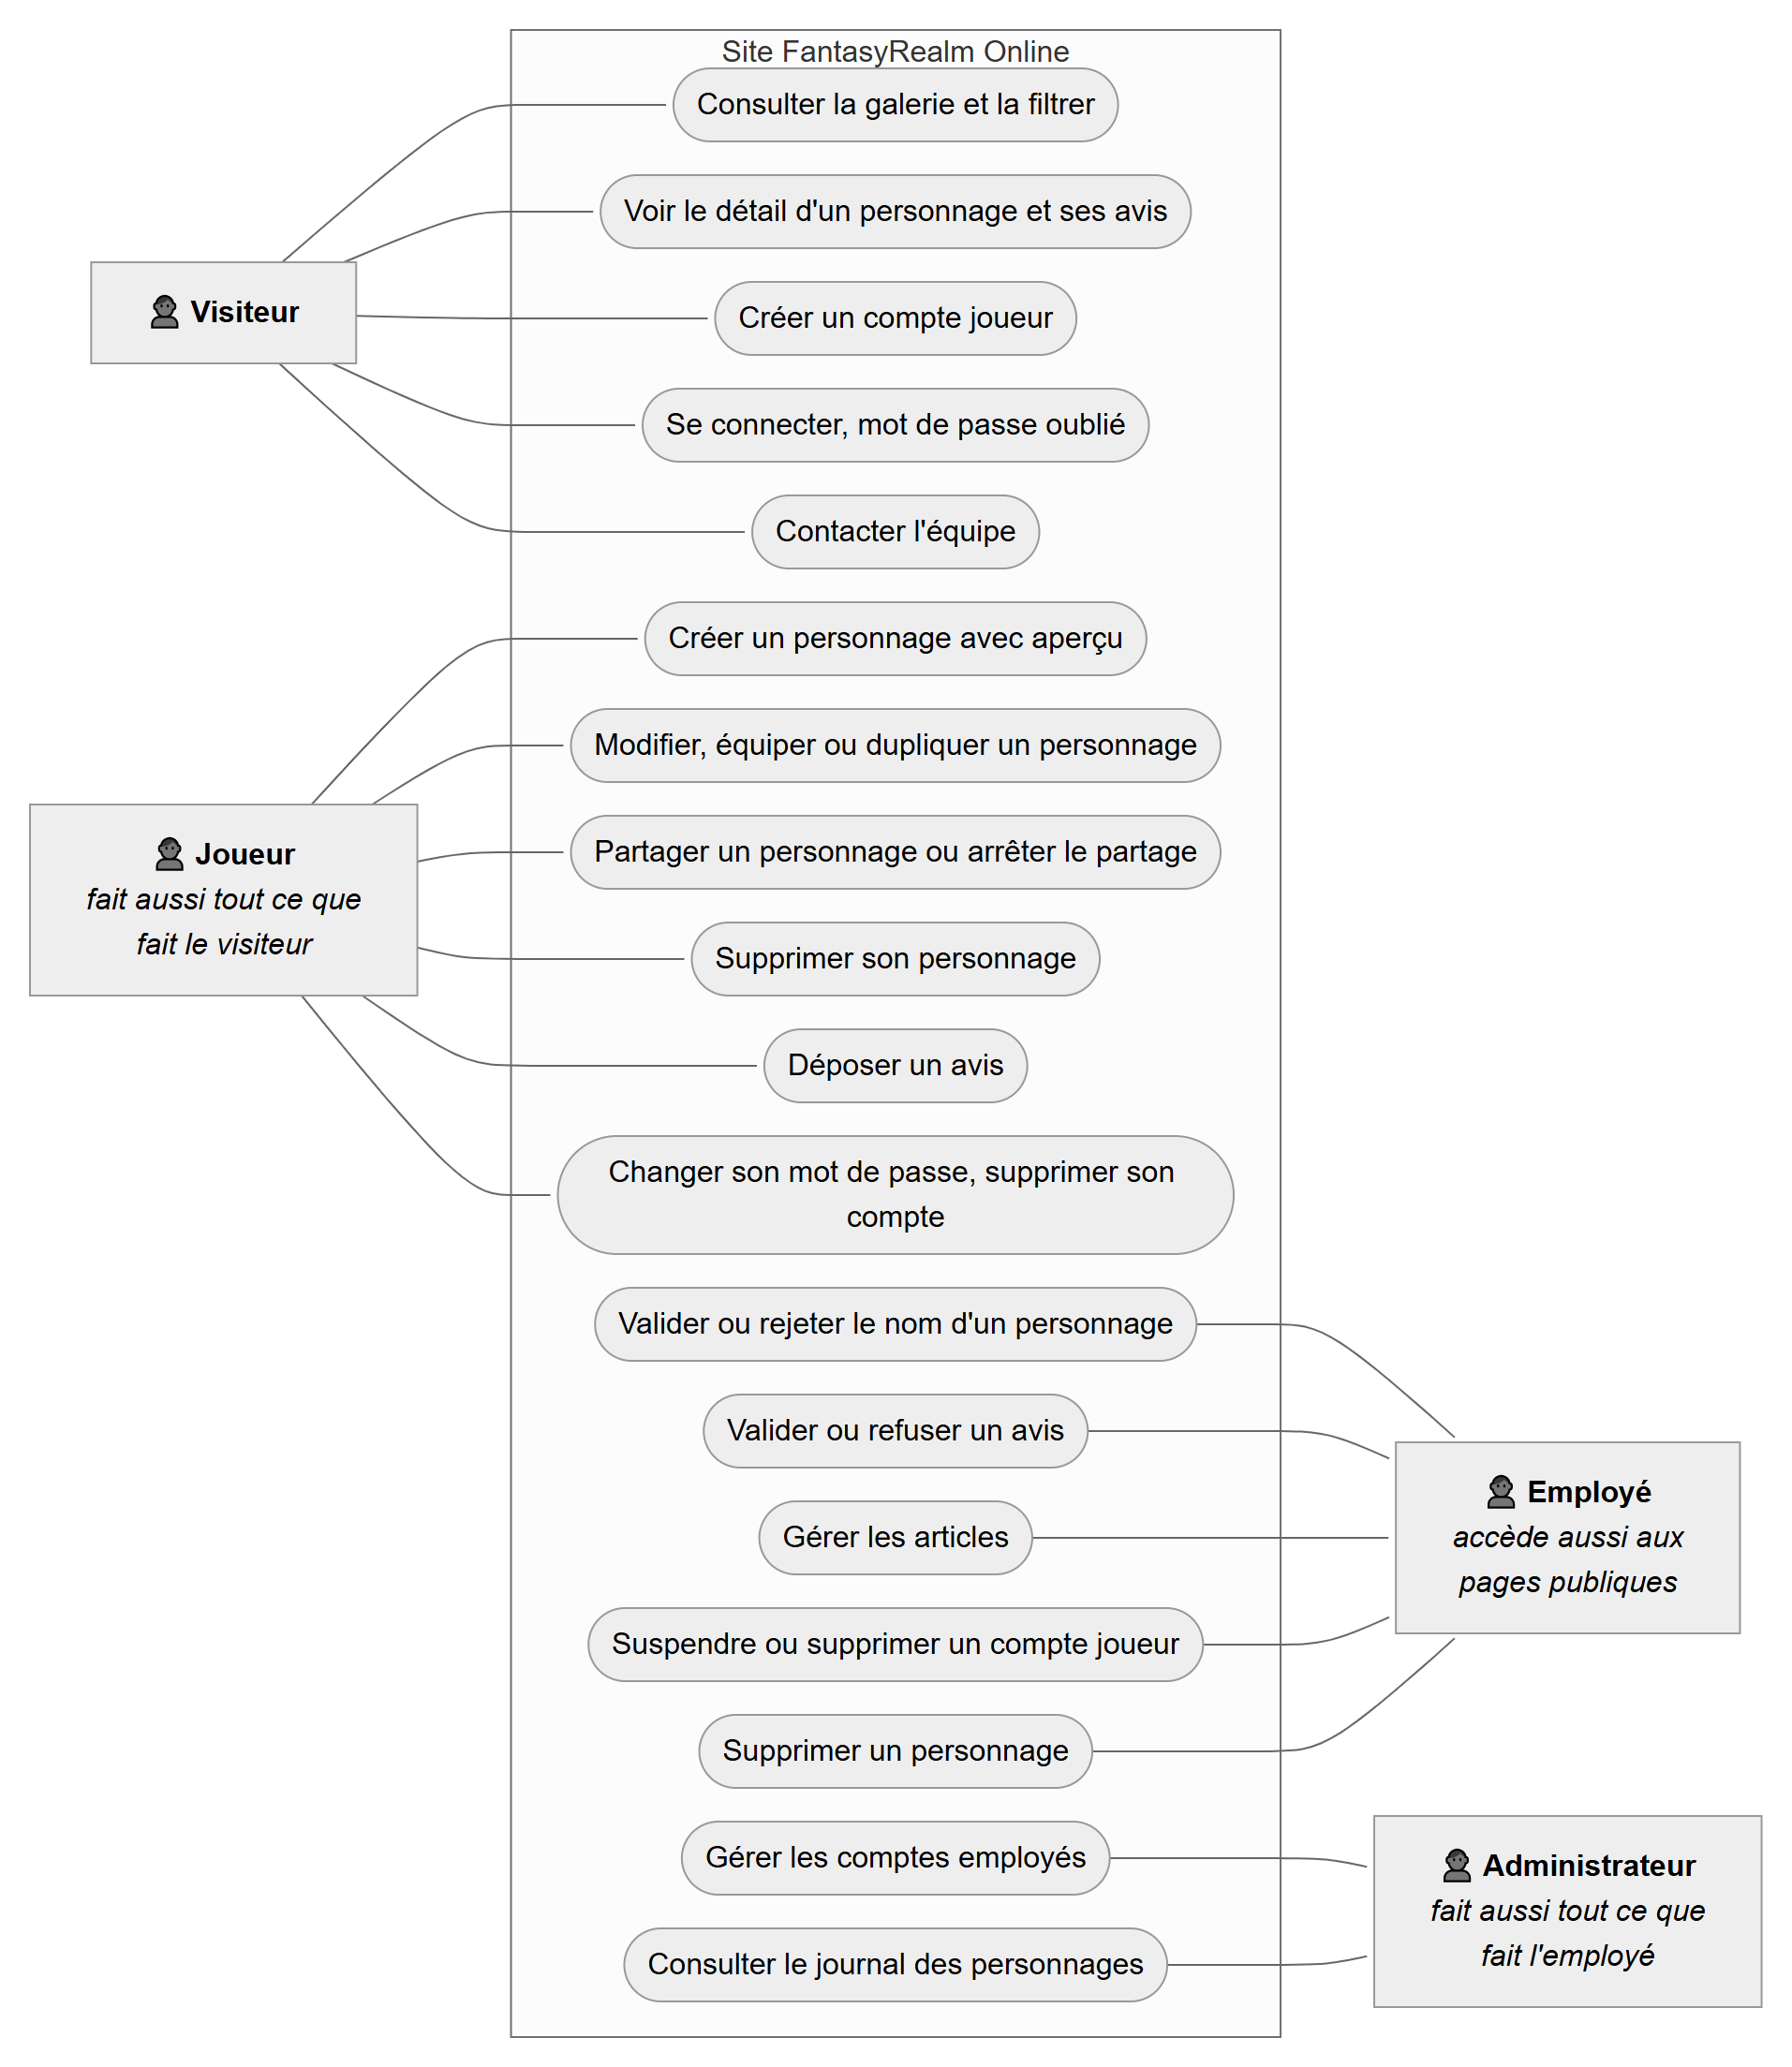 Site FantasyRealm Online
Consulter la galerie et la filtrer
Voir le détail d'un personnage et ses avis
Visiteur
Créer un compte joueur
Se connecter, mot de passe oublié
Contacter l'équipe
Créer un personnage avec aperçu
Modifier, équiper ou dupliquer un personnage
Joueur
fait aussi tout ce que
fait le visiteur
Partager un personnage ou arrêter le partage
Supprimer son personnage
Déposer un avis
Changer son mot de passe, supprimer son
compte
Valider ou rejeter le nom d'un personnage
Valider ou refuser un avis
Employé
accède aussi aux
pages publiques
Gérer les articles
Suspendre ou supprimer un compte joueur
Supprimer un personnage
Gérer les comptes employés
Administrateur
fait aussi tout ce que
fait l'employé
Consulter le journal des personnages